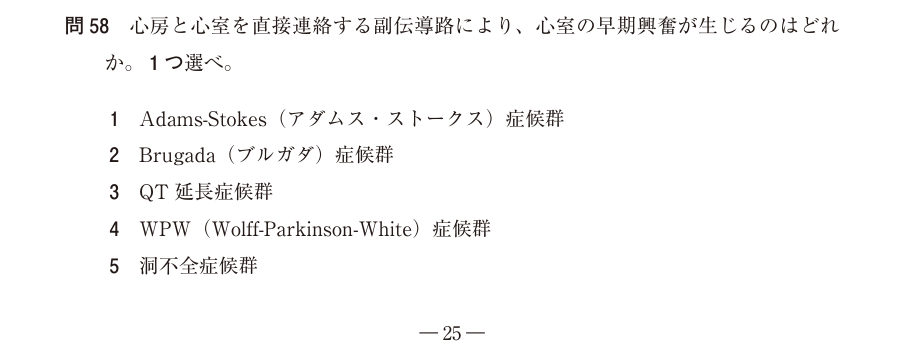 問 58　心房と心室を直接連絡する副伝導路により、心室の早期興奮が生じるのはどれ
か。1つ選べ。
1　Adams-Stokes（アダムス・ストークス）症候群
2　Brugada（ブルガダ）症候群
3　QT 延長症候群
4　WPW（Wolff-Parkinson-White）症候群
5　洞不全症候群
― 25 ―